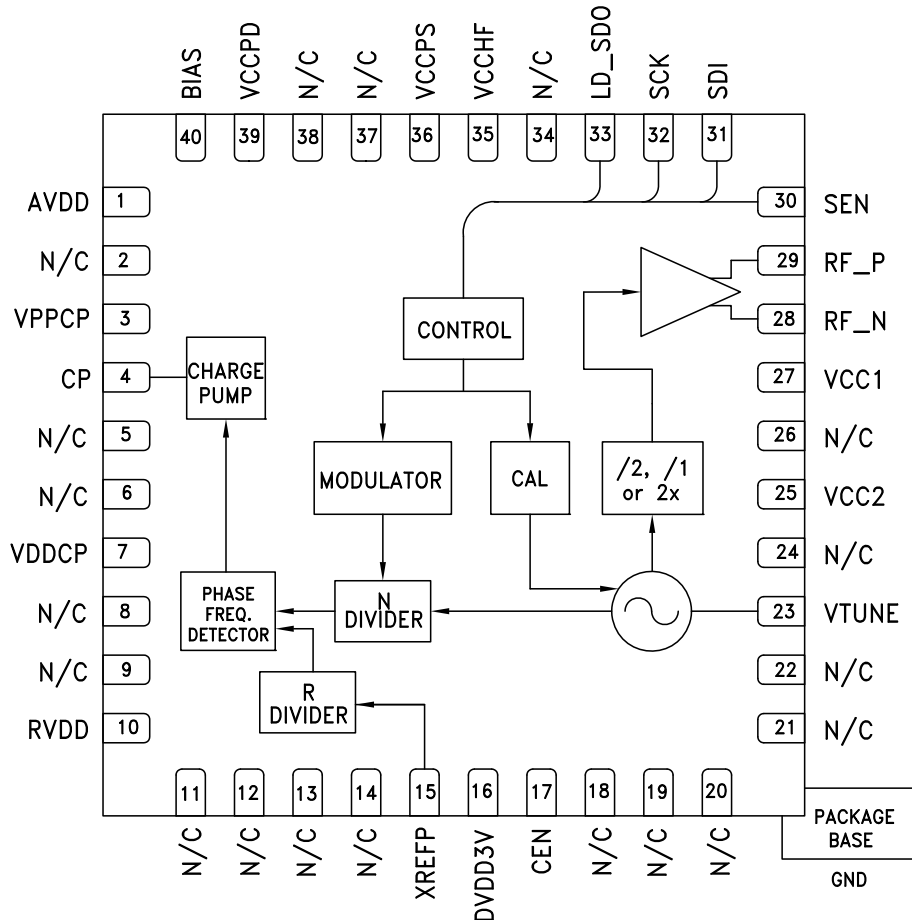 BIAS
VCCPD
N/C
N/C
VCCPS
VCCHF
N/C
LD_SDO
SCK
SDI
40
39
38
37
36
35
34
33
32
31
AVDD
1
30
SEN
N/C
2
29
RF_P
VPPCP
3
28
RF_N
CONTROL
CP
4
CHARGE
PUMP
27
VCC1
N/C
5
26
N/C
MODULATOR
CAL
/2, /1
or 2x
N/C
6
25
VCC2
VDDCP
7
24
N/C
N/C
8
PHASE
FREQ.
DETECTOR
N
DIVIDER
23
VTUNE
N/C
9
22
N/C
R
DIVIDER
RVDD
10
21
N/C
11
12
13
14
15
16
17
18
19
20
N/C
N/C
N/C
N/C
XREFP
DVDD3V
CEN
N/C
N/C
N/C
PACKAGE
BASE
GND